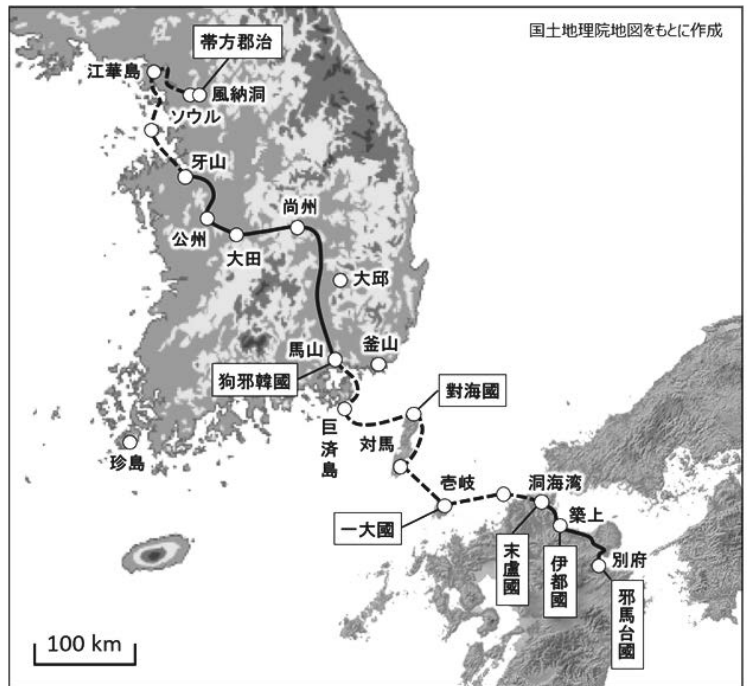 国土地理院地図をもとに作成
帯方郡治
江華島
風納洞
ソウル
牙山
尚州
公州
大田
大邱
馬山
釜山
狗邪韓國
對海國
巨済島
対馬
珍島
壱岐
洞海湾
一大國
築上
末盧國
伊都國
別府
邪馬台國
100 km